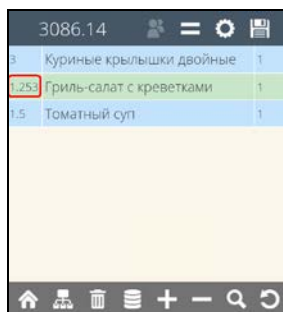 3086.14
3 Куриные крылышки двойные 1
1.253 Гриль-салат с креветками 1
1.5 Томатный суп 1